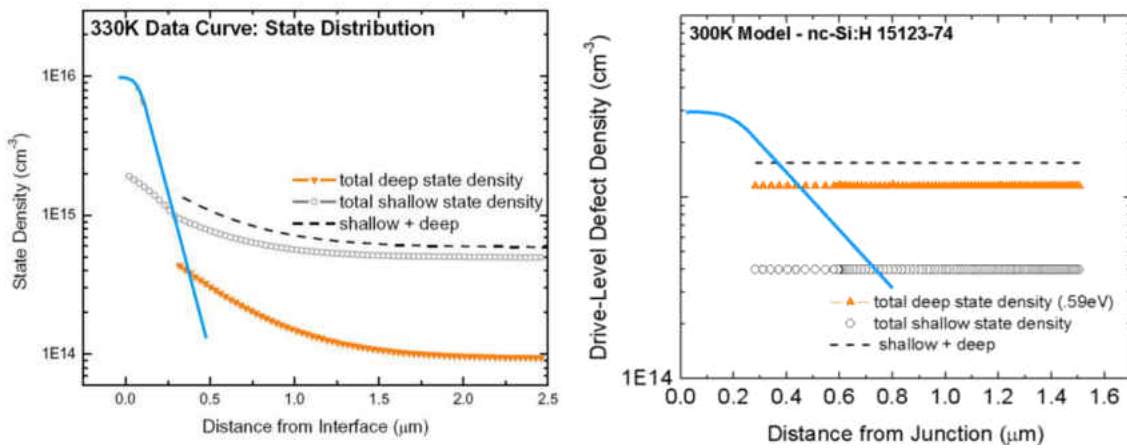 330K Data Curve: State Distribution
1E16
1E15
1E14
State Density (cm⁻³)
total deep state density
total shallow state density
shallow + deep
0.0 0.5 1.0 1.5 2.0 2.5
Distance from Interface (μm)
300K Model - nc-Si:H 15123-74
Drive-Level Defect Density (cm⁻³)
1E14
total deep state density (.59eV)
total shallow state density
shallow + deep
0.0 0.2 0.4 0.6 0.8 1.0 1.2 1.4 1.6
Distance from Junction (μm)